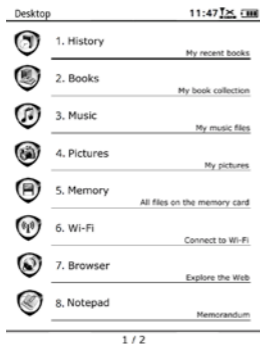 Desktop 11:47
1. History
My recent books
2. Books
My book collection
3. Music
My music files
4. Pictures
My pictures
5. Memory
All files on the memory card
6. Wi-Fi
Connect to Wi-Fi
7. Browser
Explore the Web
8. Notepad
Memorandum
1 / 2